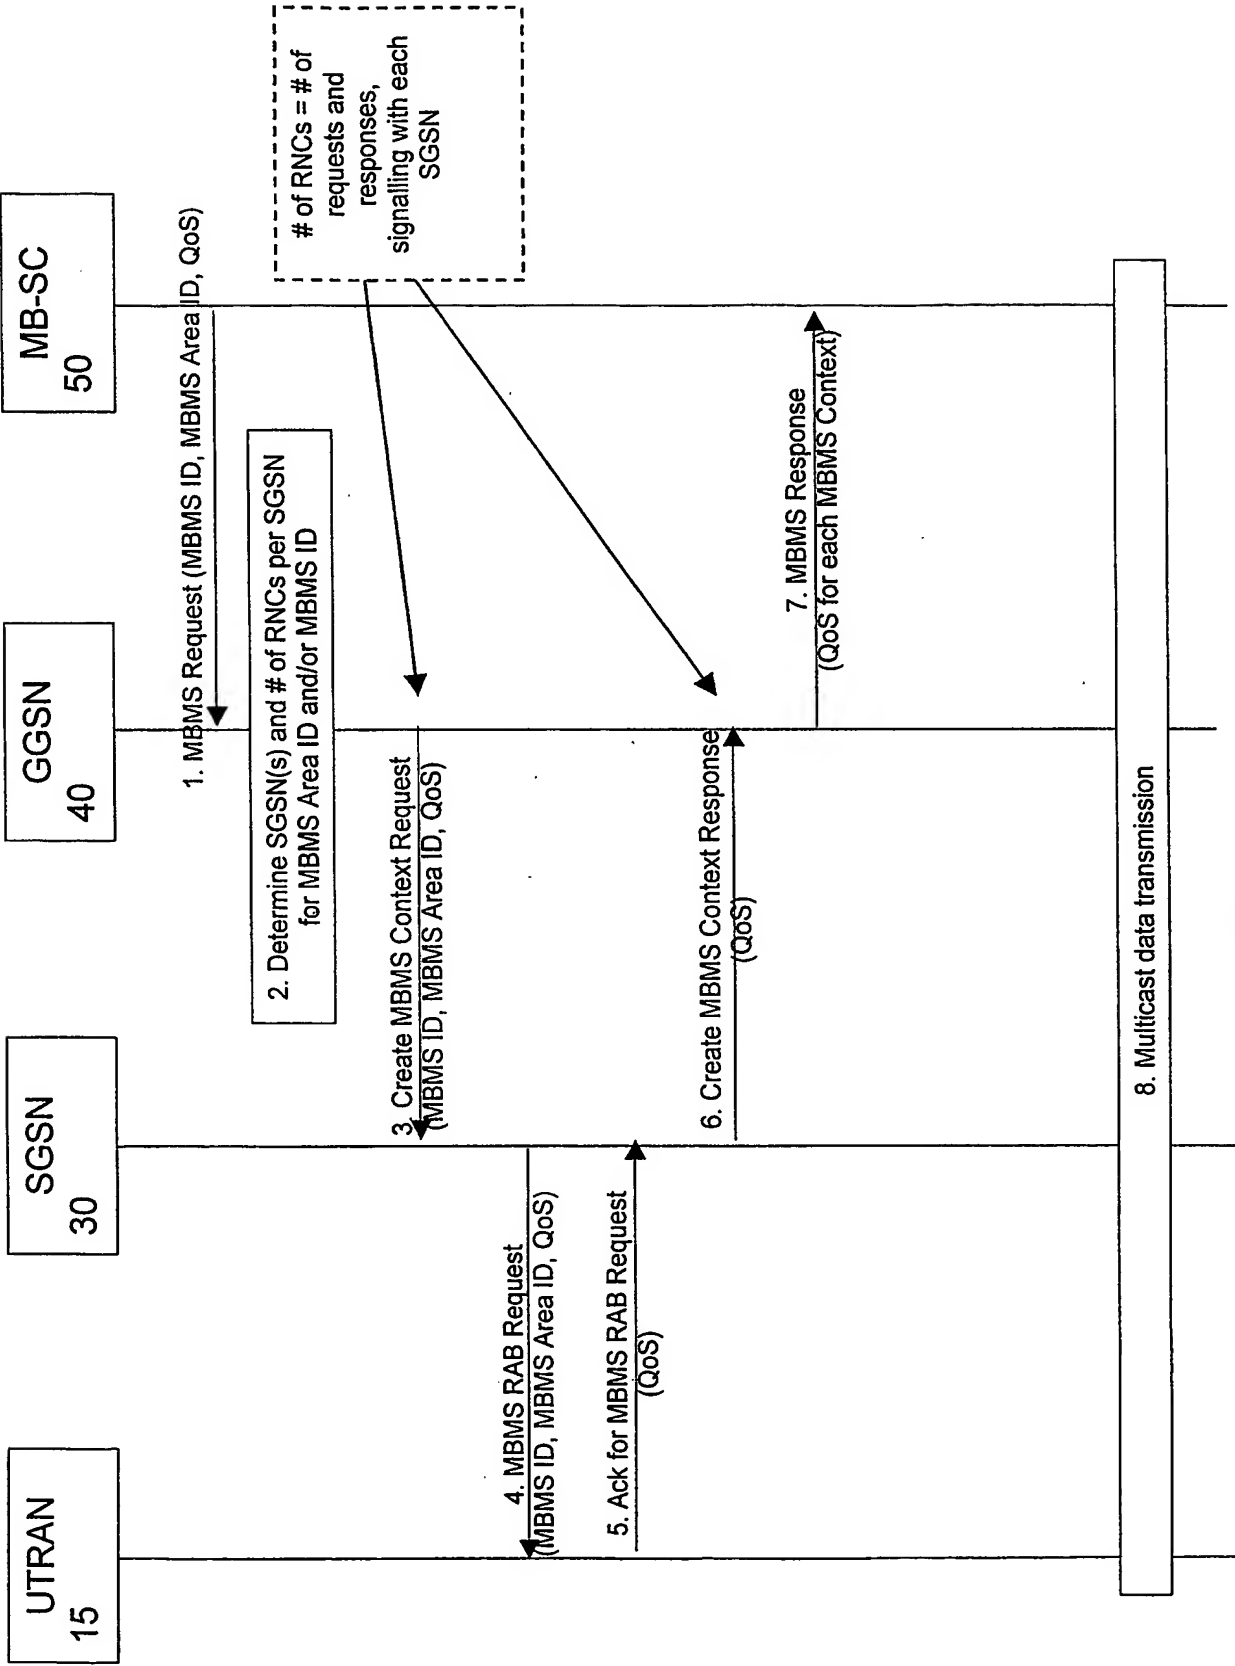 UTRAN
15
SGSN
30
GGSN
40
MB-SC
50
1. MBMS Request (MBMS ID, MBMS Area ID, QoS)
2. Determine SGSN(s) and # of RNCs per SGSN
for MBMS Area ID and/or MBMS ID
# of RNCs = # of
requests and
responses,
signalling with each
SGSN
3. Create MBMS Context Request
(MBMS ID, MBMS Area ID, QoS)
4. MBMS RAB Request
(MBMS ID, MBMS Area ID, QoS)
5. Ack for MBMS RAB Request
(QoS)
6. Create MBMS Context Response
(QoS)
7. MBMS Response
(QoS for each MBMS Context)
8. Multicast data transmission